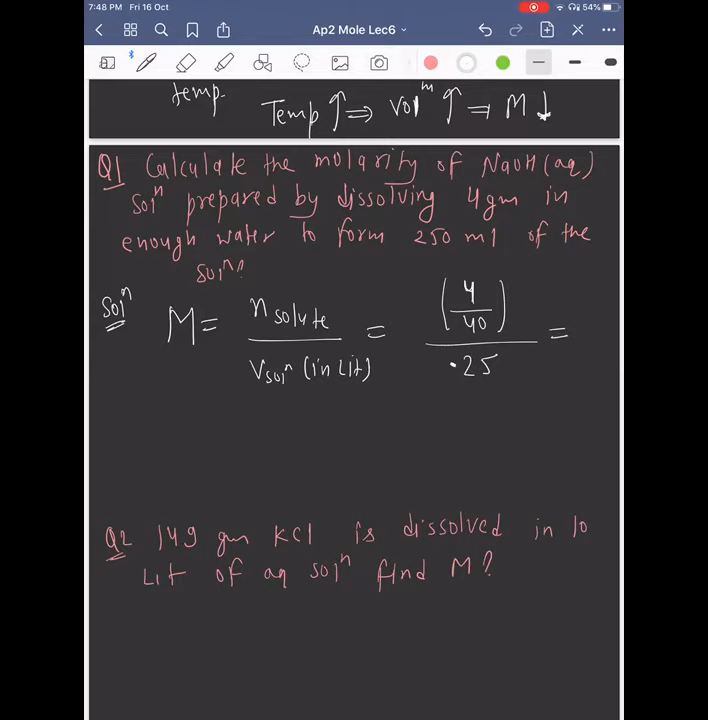 7:48 PM Fri 16 Oct
54%
Ap2 Mole Lec6
temp.
Temp ↑ ⇒ volᵐ ↑ ⇒ M ↓
Q1 Calculate the molarity of NaOH(aq)
Solⁿ prepared by dissolving 4gm in
enough water to form 250 ml of the
solⁿ?
Solⁿ M = n solute / Vsolⁿ (in Lit) = (4/40) / .25 =
Q2 149 gm KCl is dissolved in 10
Lit of aq solⁿ find M?